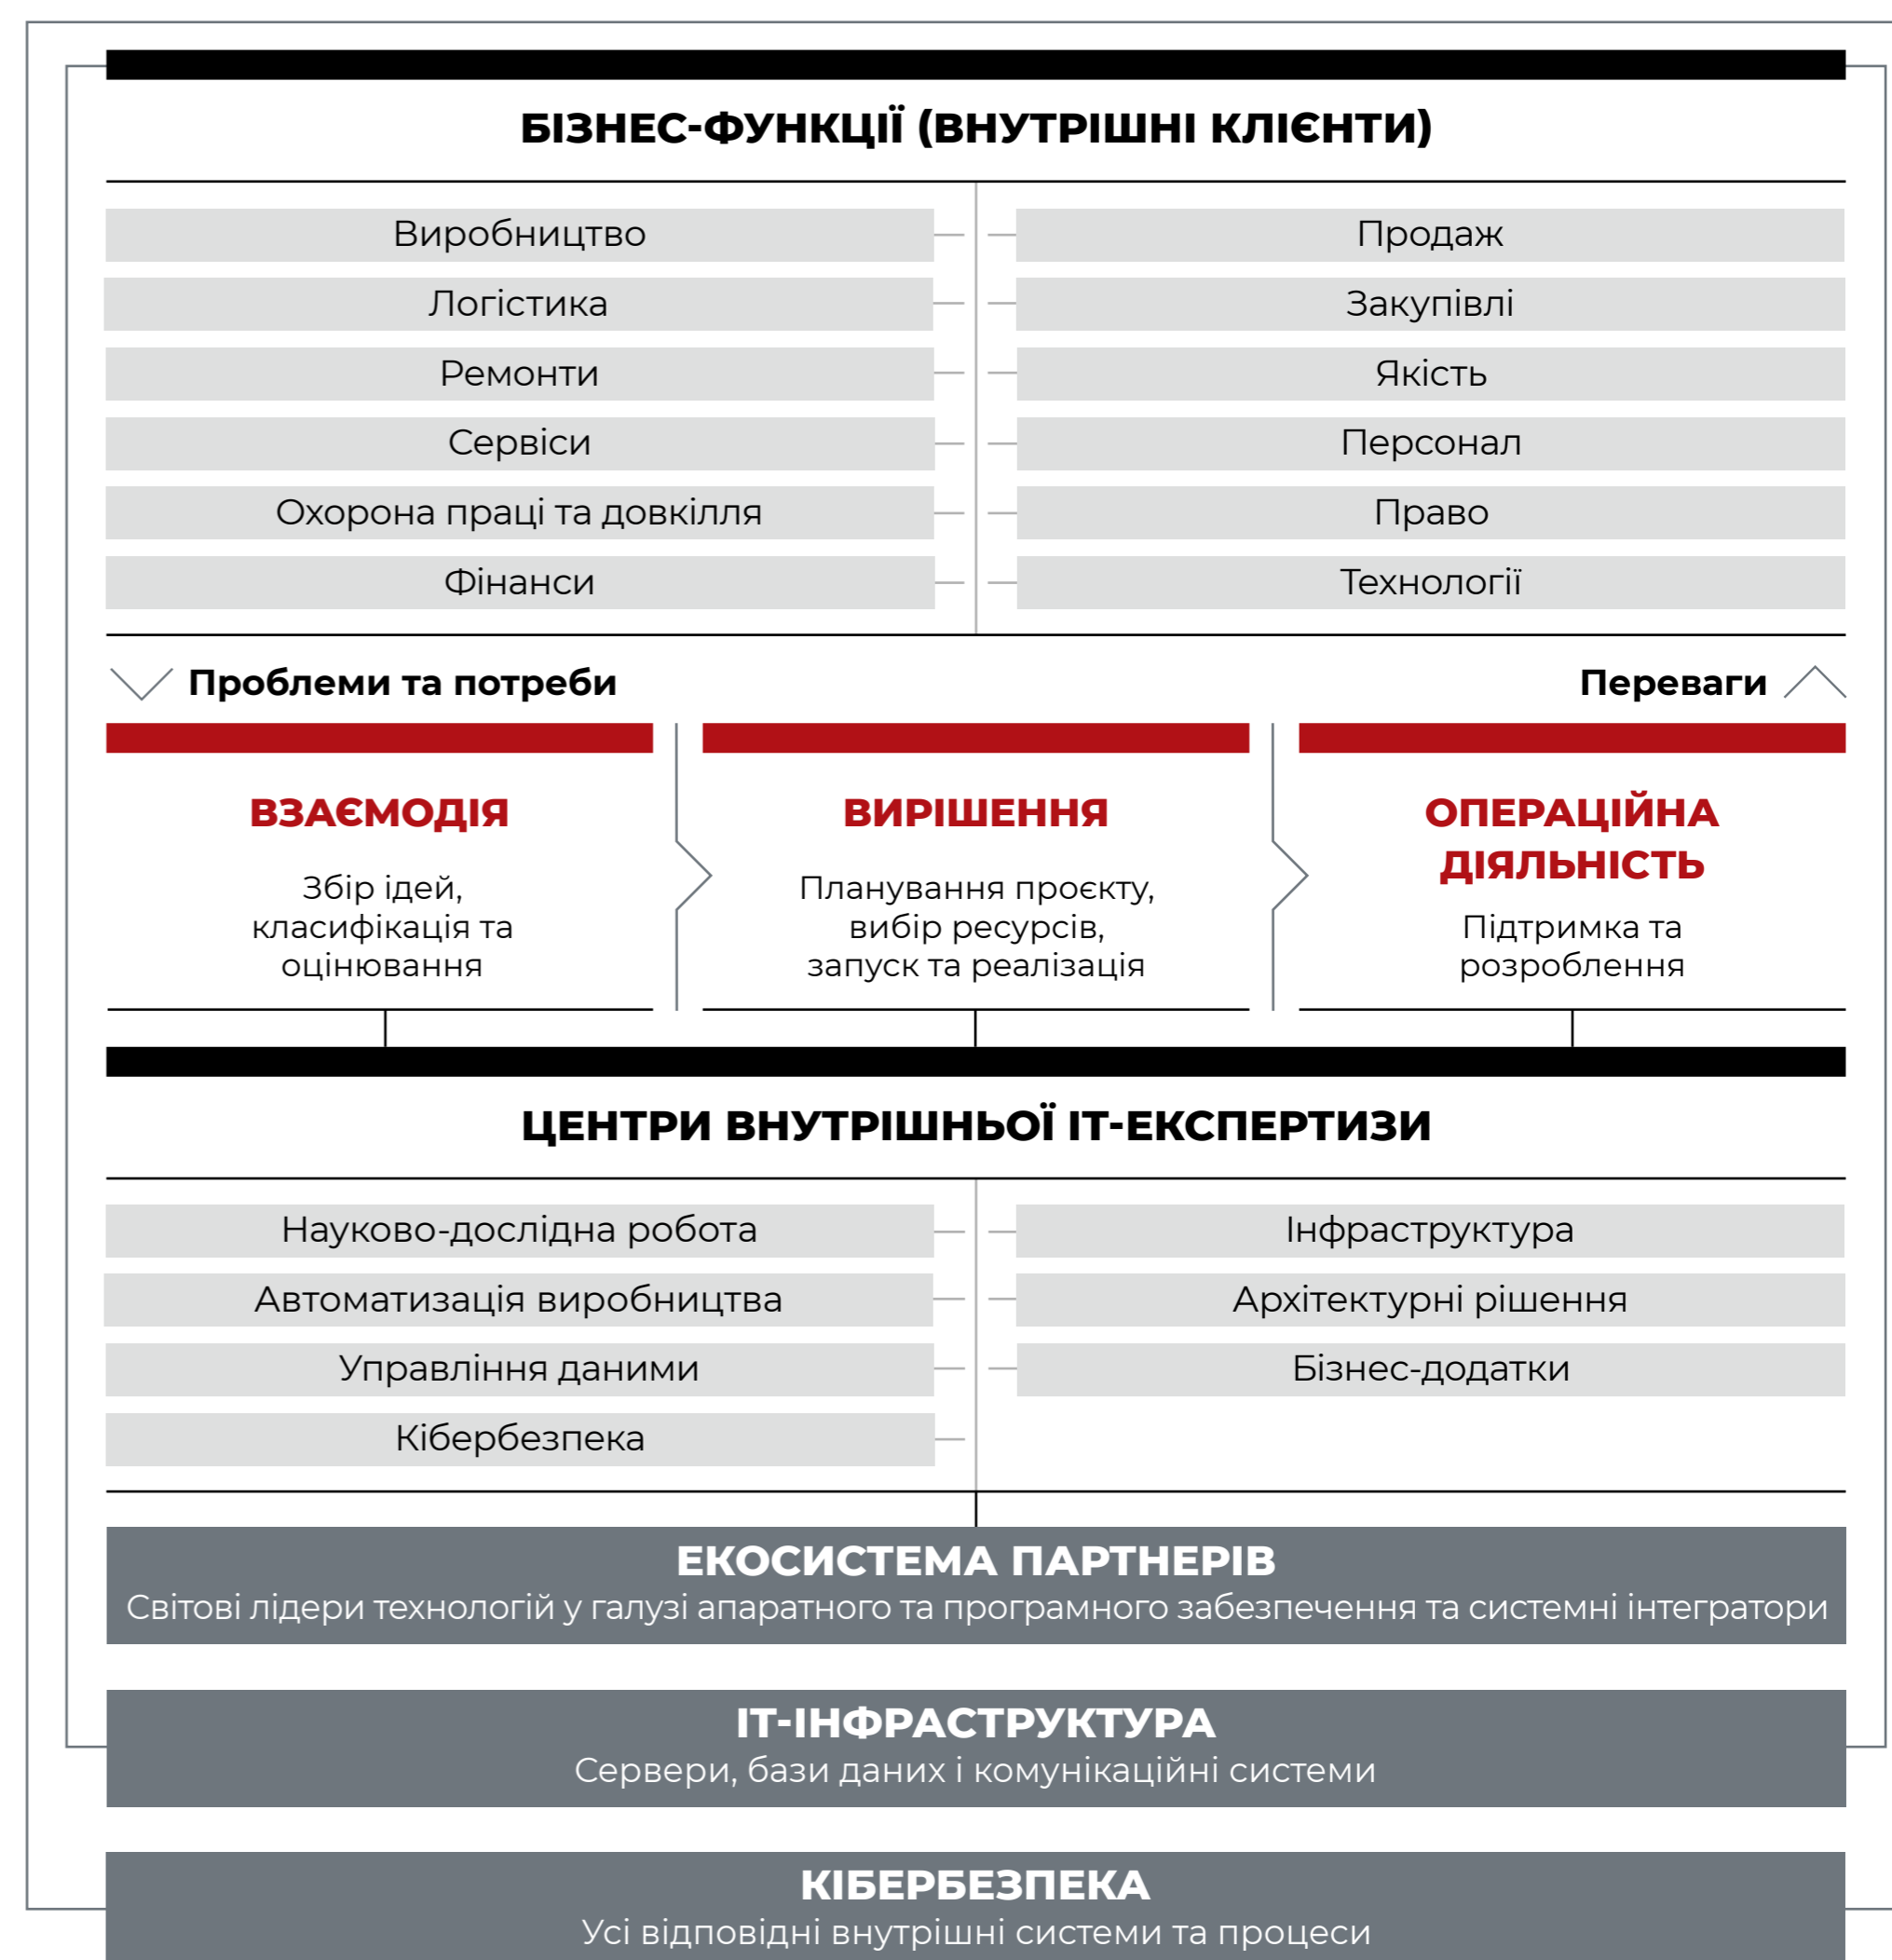 БІЗНЕС-ФУНКЦІЇ (ВНУТРІШНІ КЛІЄНТИ)
Виробництво
Продаж
Логістика
Закупівлі
Ремонти
Якість
Сервіси
Персонал
Охорона праці та довкілля
Право
Фінанси
Технології
Проблеми та потреби
Переваги
ВЗАЄМОДІЯ
Збір ідей,
класифікація та
оцінювання
ВИРІШЕННЯ
Планування проєкту,
вибір ресурсів,
запуск та реалізація
ОПЕРАЦІЙНА
ДІЯЛЬНІСТЬ
Підтримка та
розроблення
ЦЕНТРИ ВНУТРІШНЬОЇ ІТ-ЕКСПЕРТИЗИ
Науково-дослідна робота
Інфраструктура
Автоматизація виробництва
Архітектурні рішення
Управління даними
Бізнес-додатки
Кібербезпека
ЕКОСИСТЕМА ПАРТНЕРІВ
Світові лідери технологій у галузі апаратного та програмного забезпечення та системні інтегратори
ІТ-ІНФРАСТРУКТУРА
Сервери, бази даних і комунікаційні системи
КІБЕРБЕЗПЕКА
Усі відповідні внутрішні системи та процеси